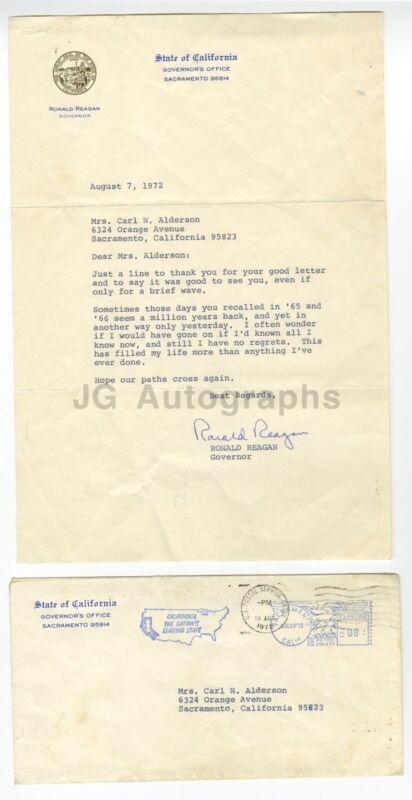 State of California
GOVERNOR'S OFFICE
SACRAMENTO 95814
RONALD REAGAN
GOVERNOR
August 7, 1972
Mrs. Carl N. Alderson
6324 Orange Avenue
Sacramento, California 95823
Dear Mrs. Alderson:
Just a line to thank you for your good letter
and to say it was good to see you, even if
only for a brief wave.
Sometimes those days you recalled in '65 and
'66 seem a million years back, and yet in
another way only yesterday. I often wonder
if I would have gone on if I'd known all I
know now, and still I have no regrets. This
has filled my life more than anything I've
ever done.
Hope our paths cross again.
Best Regards,
JG Autographs
Ronald Reagan
RONALD REAGAN
Governor
State of California
GOVERNOR'S OFFICE
SACRAMENTO 95814
CALIFORNIA
THE NATION'S
LEADING STATE
U.S. POSTAL SERVICE
PM
10 AUG
1972
CALIF
Mrs. Carl N. Alderson
6324 Orange Avenue
Sacramento, California 95823